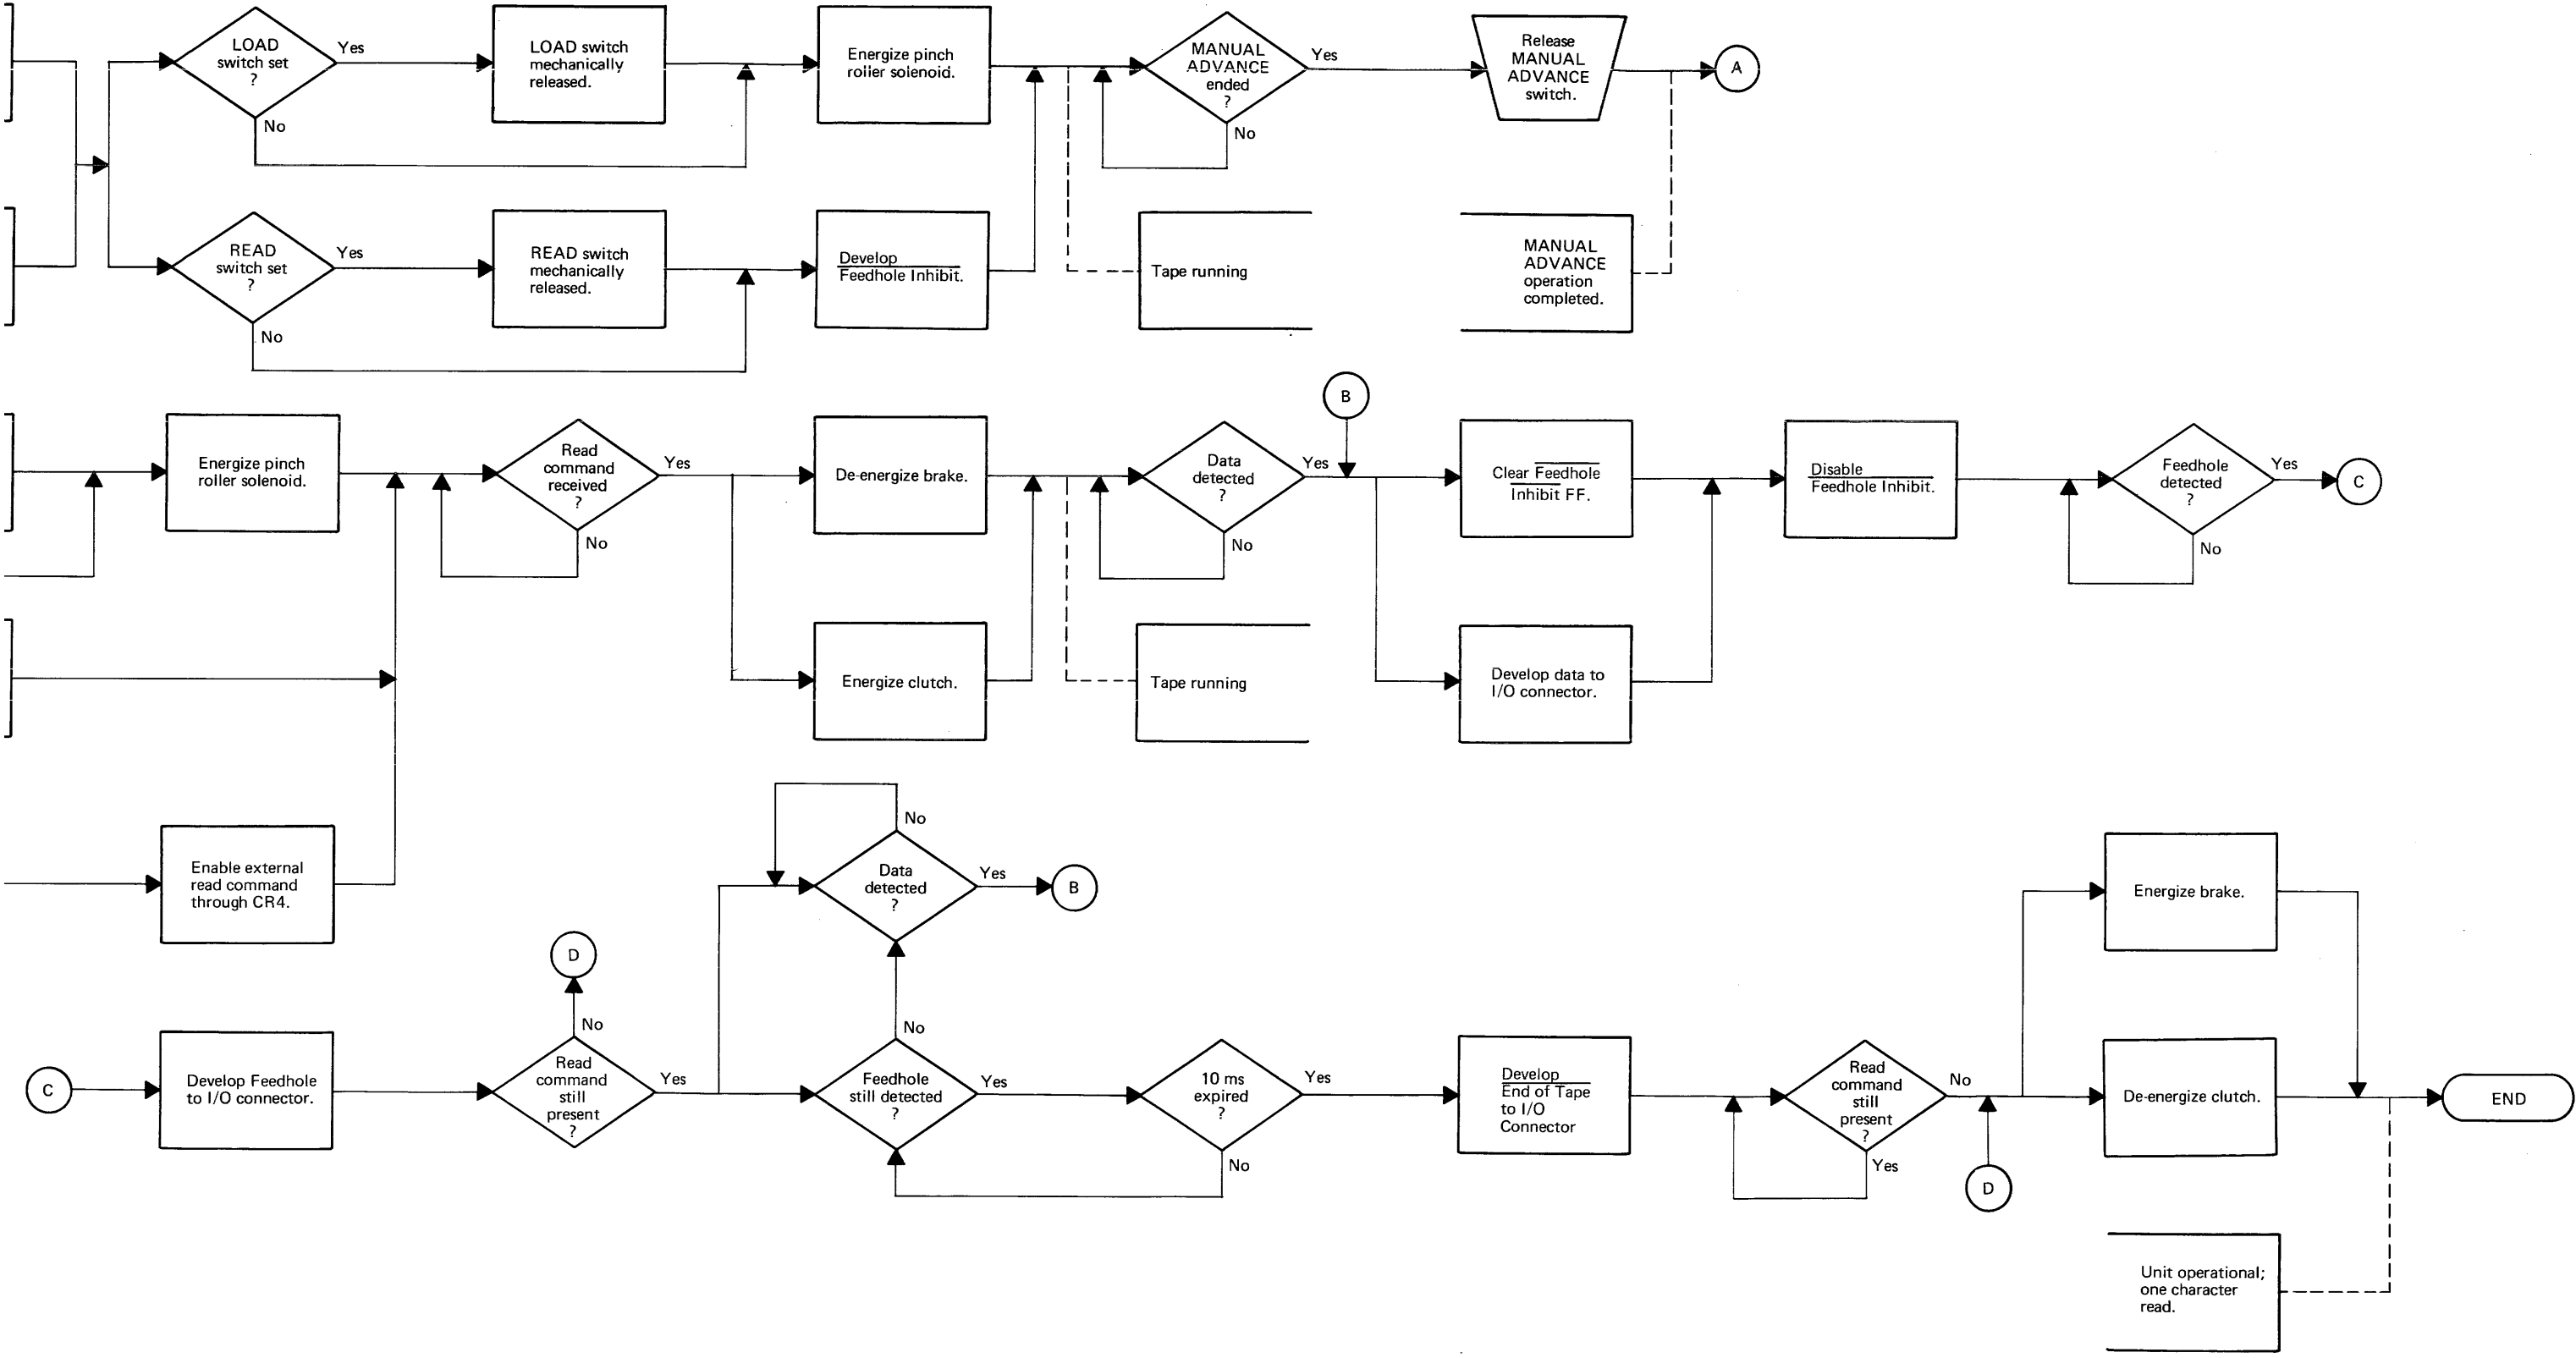 LOAD
switch set
?
Yes
No
LOAD switch
mechanically
released.
Energize pinch
roller solenoid.
MANUAL
ADVANCE
ended
?
Yes
No
Release
MANUAL
ADVANCE
switch.
A
READ
switch set
?
Yes
No
READ switch
mechanically
released.
Develop
Feedhole Inhibit.
Tape running
MANUAL
ADVANCE
operation
completed.
Energize pinch
roller solenoid.
Read
command
received
?
Yes
No
De-energize brake.
Data
detected
?
Yes
No
B
Clear Feedhole
Inhibit FF.
Disable
Feedhole Inhibit.
Feedhole
detected
?
Yes
No
C
Energize clutch.
Tape running
Develop data to
I/O connector.
Enable external
read command
through CR4.
No
Data
detected
?
Yes
B
Energize brake.
D
No
C
Develop Feedhole
to I/O connector.
Read
command
still
present
?
Yes
No
Feedhole
still detected
?
Yes
10 ms
expired
?
Yes
No
Develop
End of Tape
to I/O
Connector
Read
command
still
present
?
No
Yes
D
De-energize clutch.
END
Unit operational;
one character
read.